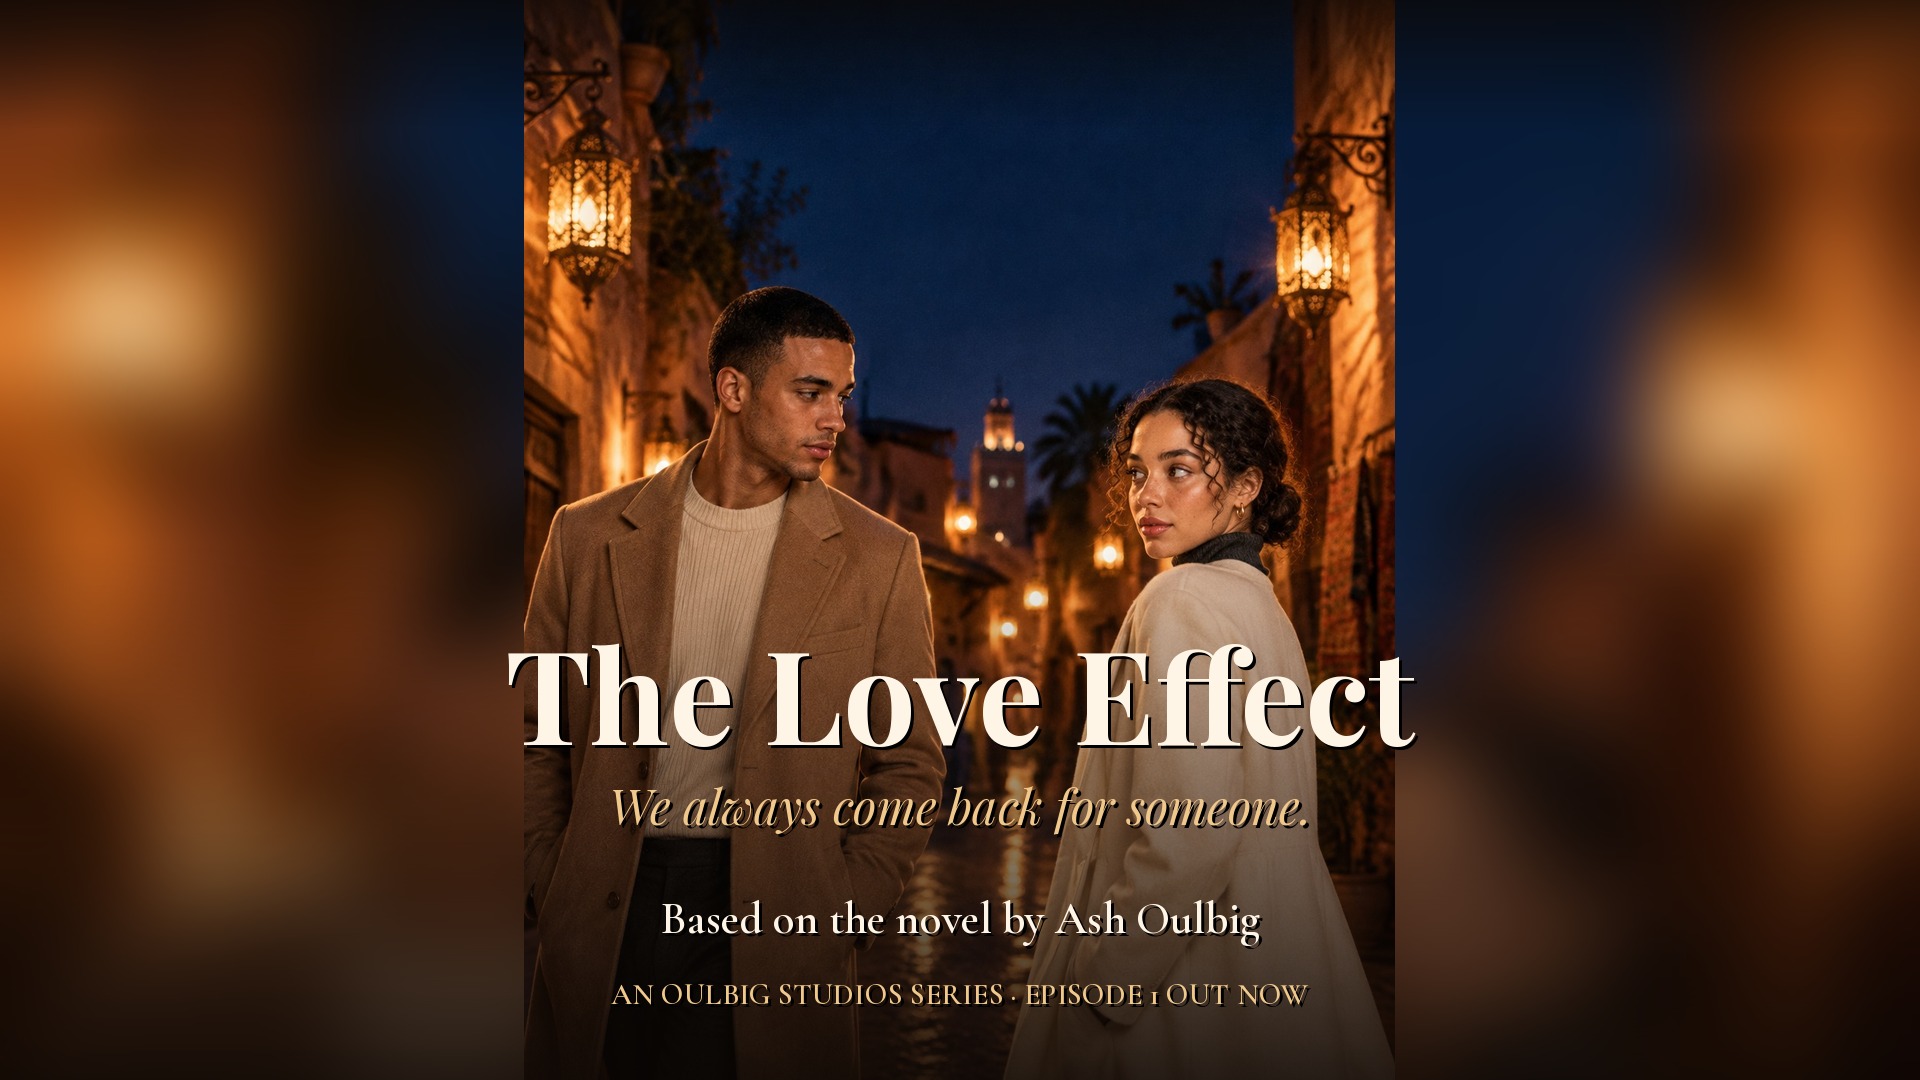 The Love Effect
We always come back for someone.
Based on the novel by Ash Oulbig
AN OULBIG STUDIOS SERIES · EPISODE 1 OUT NOW